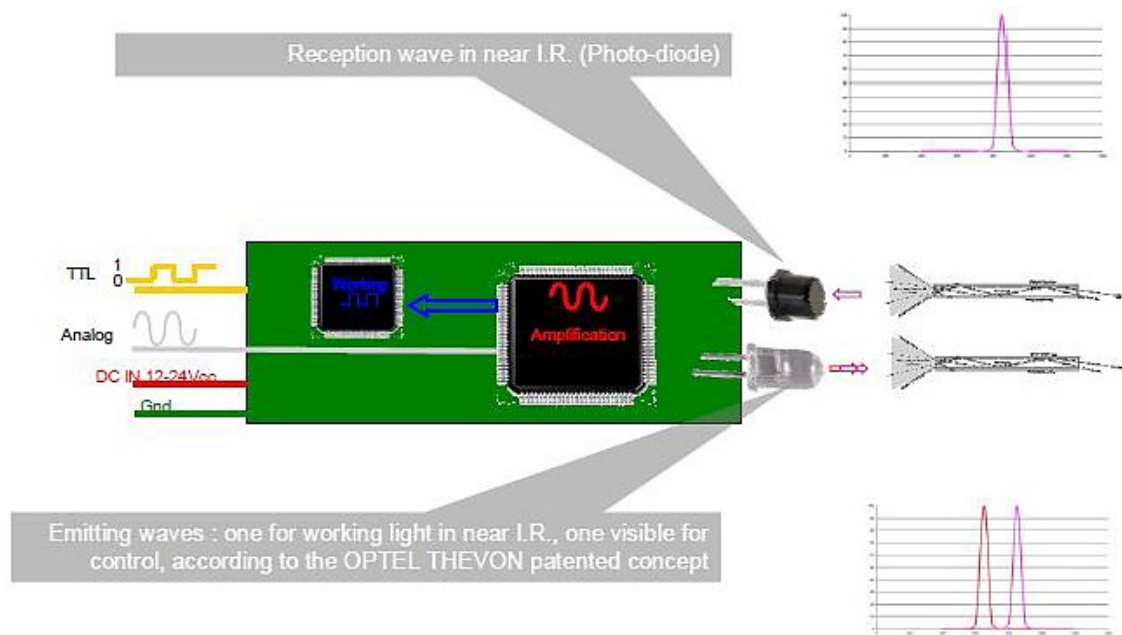 Reception wave in near I.R. (Photo-diode)
TTL 1
0
Working
Amplification
Analog
DC IN 12-24Vcc
Gnd
Emitting waves : one for working light in near I.R., one visible for
control, according to the OPTEL THEVON patented concept